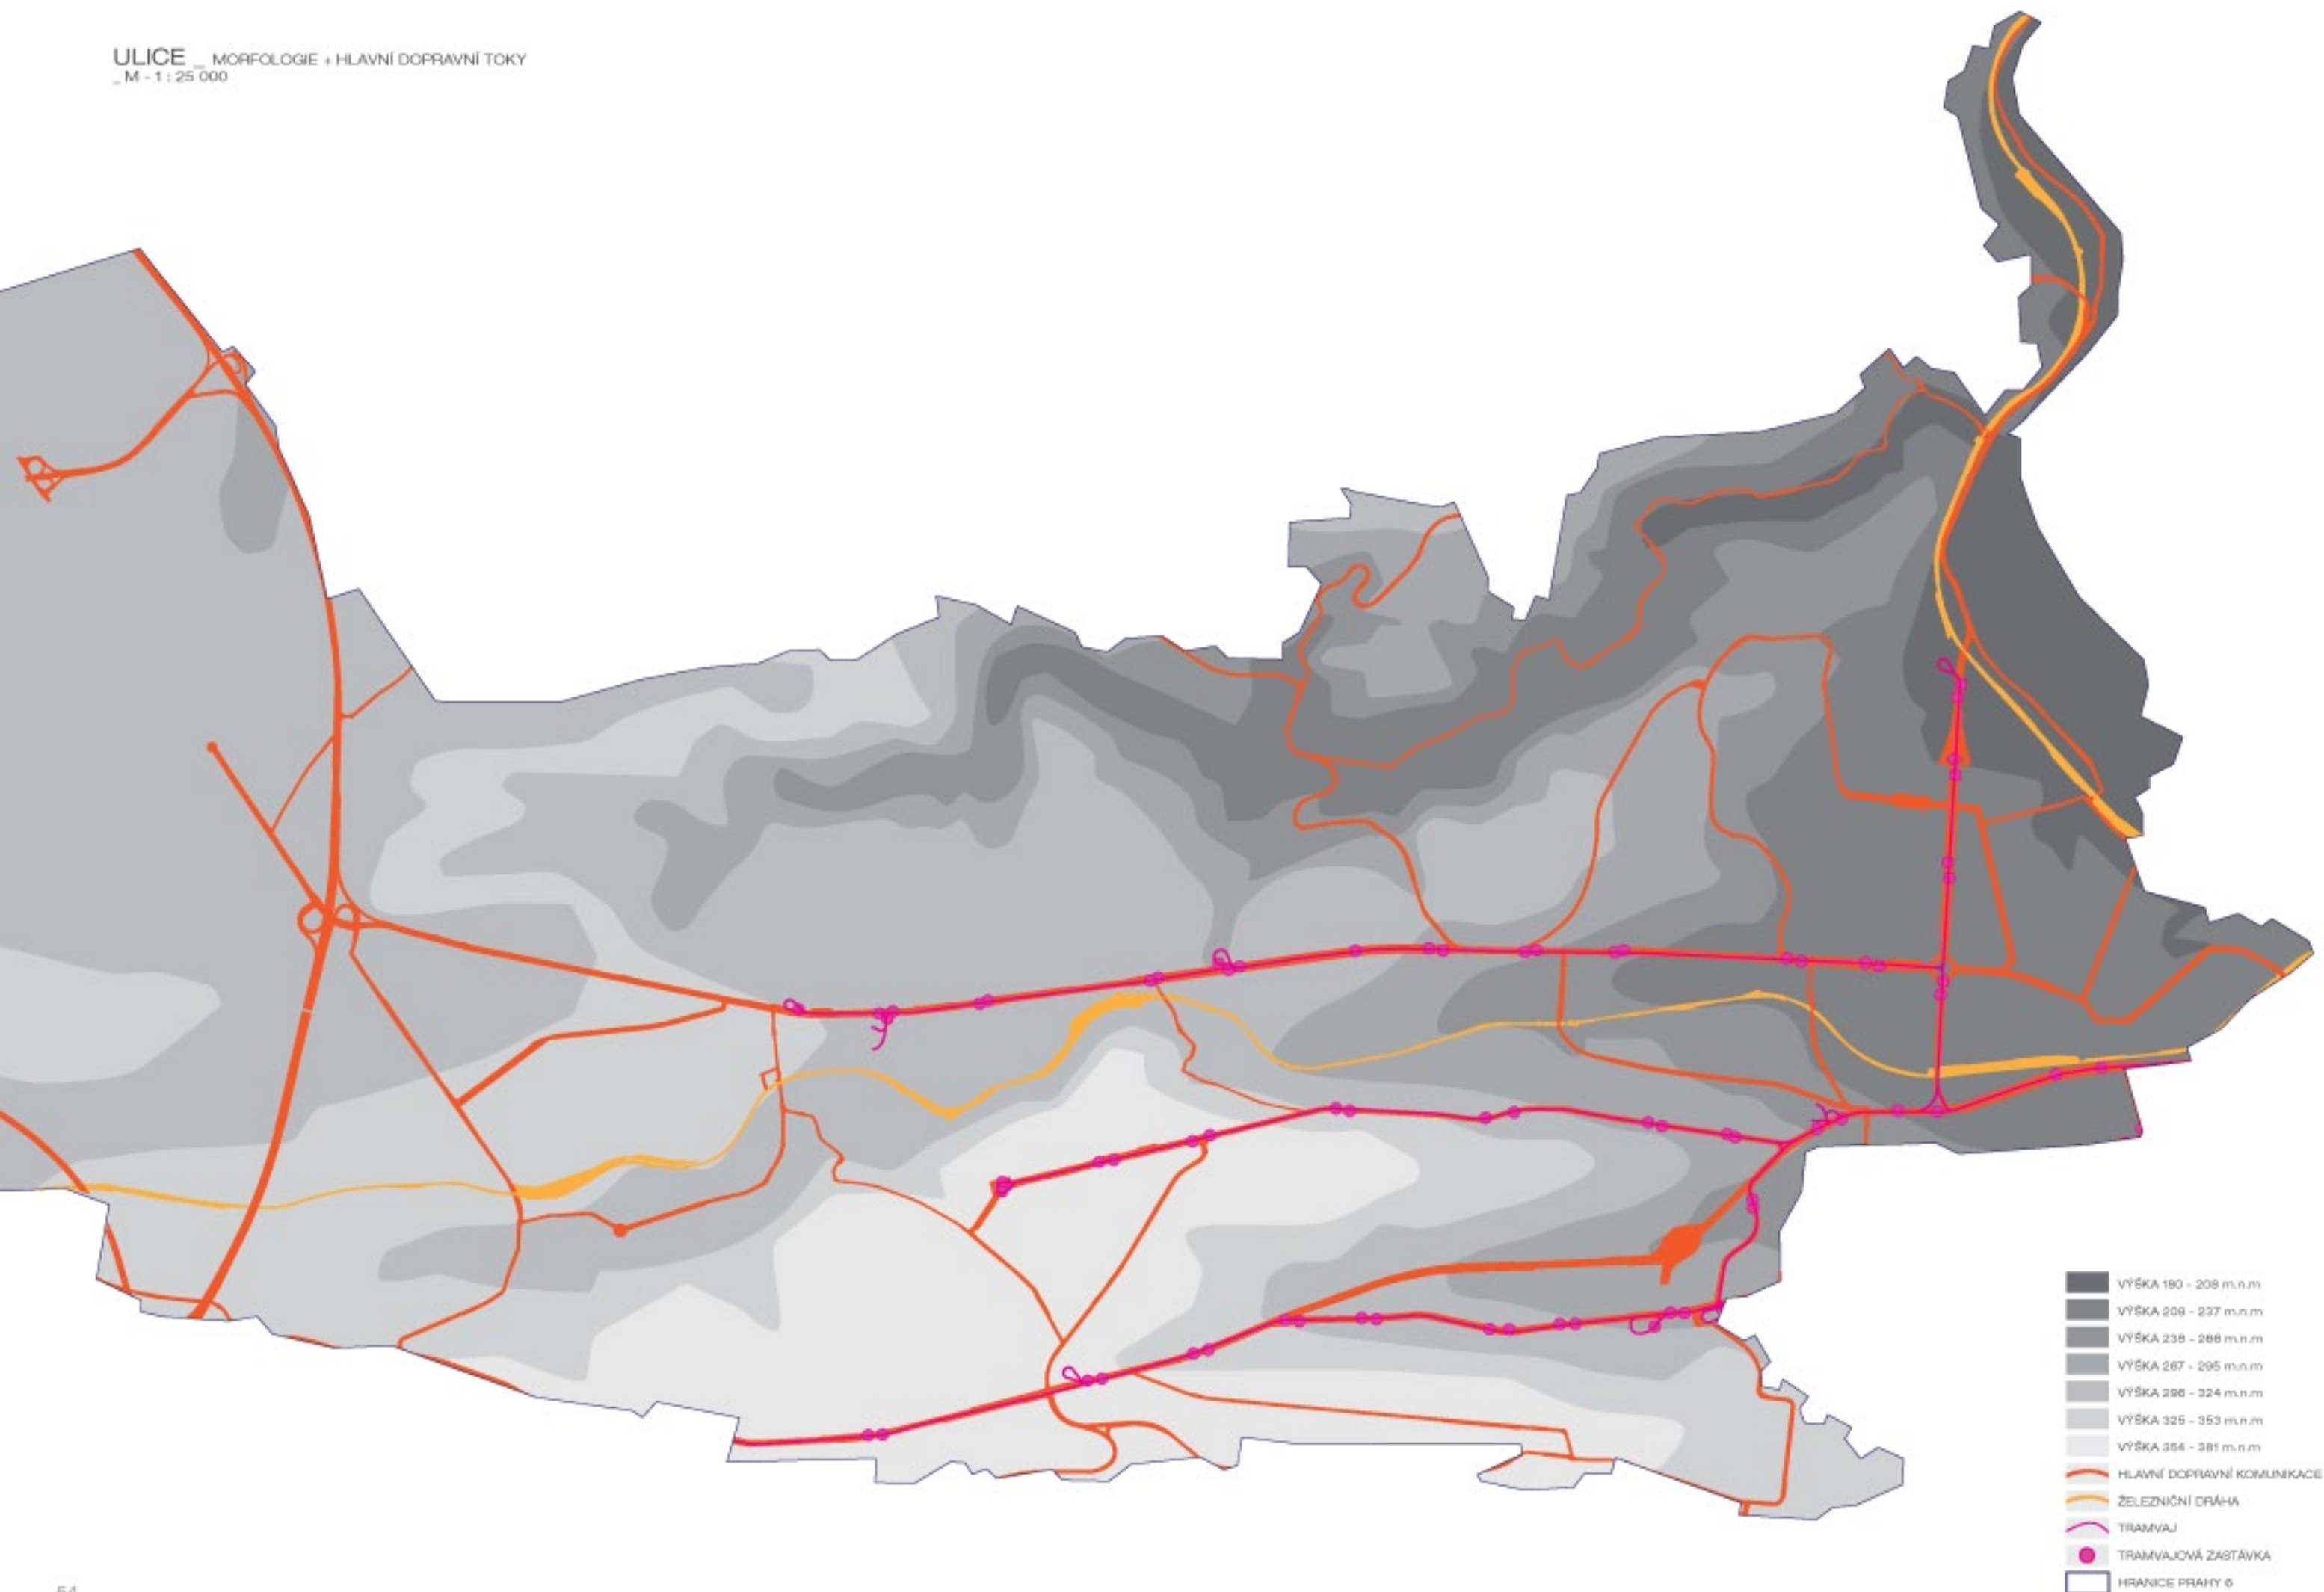 ULICE _ MORFOLOGIE + HLAVNÍ DOPRAVNÍ TOKY
_ M - 1 : 25 000
VÝŠKA 180 - 208 m.n.m
VÝŠKA 209 - 237 m.n.m
VÝŠKA 238 - 266 m.n.m
VÝŠKA 267 - 295 m.n.m
VÝŠKA 296 - 324 m.n.m
VÝŠKA 325 - 353 m.n.m
VÝŠKA 354 - 381 m.n.m
HLAVNÍ DOPRAVNÍ KOMUNIKACE
ŽELEZNIČNÍ DRÁHA
TRAMVAJ
TRAMVAJOVÁ ZASTÁVKA
HRANICE PRAHY 6
54